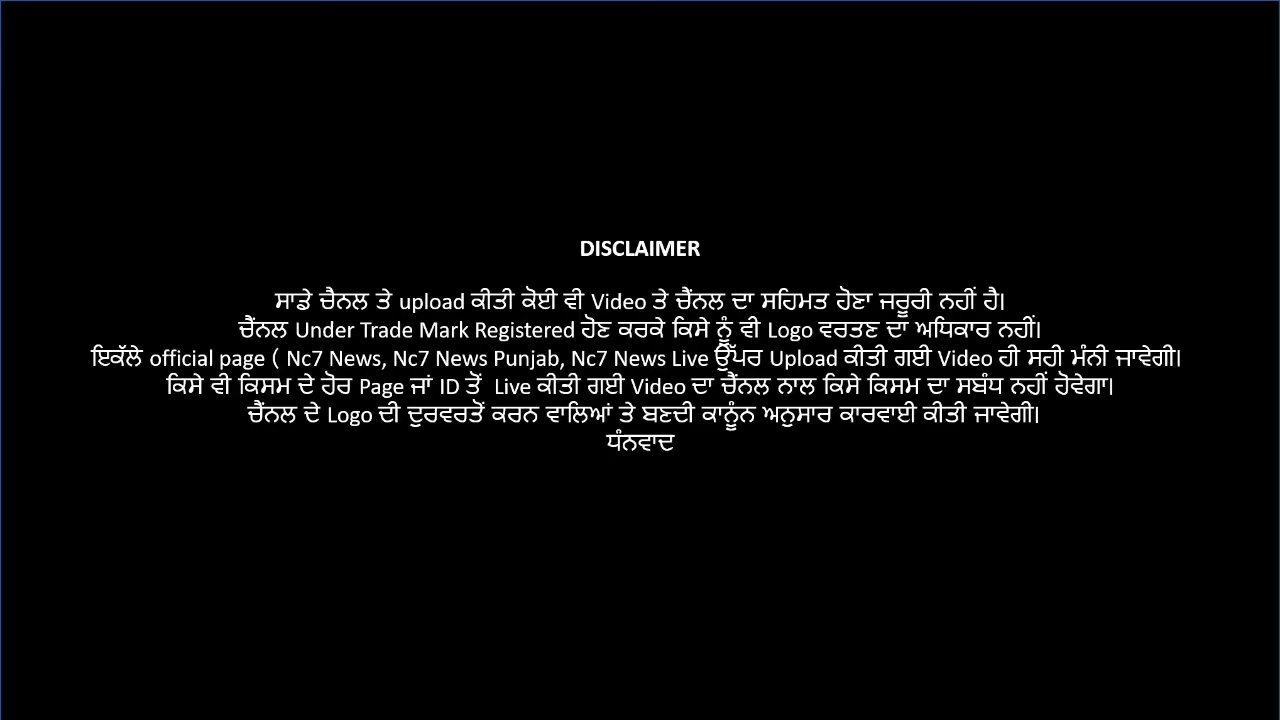 DISCLAIMER
ਸਾਡੇ ਚੈਨਲ ਤੇ upload ਕੀਤੀ ਕੋਈ ਵੀ Video ਤੇ ਚੈਂਨਲ ਦਾ ਸਹਿਮਤ ਹੋਣਾ ਜਰੂਰੀ ਨਹੀਂ ਹੈ।
ਚੈਂਨਲ Under Trade Mark Registered ਹੋਣ ਕਰਕੇ ਕਿਸੇ ਨੂੰ ਵੀ Logo ਵਰਤਣ ਦਾ ਅਧਿਕਾਰ ਨਹੀਂ।
ਇਕੱਲੇ official page ( Nc7 News, Nc7 News Punjab, Nc7 News Live ਉੱਪਰ Upload ਕੀਤੀ ਗਈ Video ਹੀ ਸਹੀ ਮੰਨੀ ਜਾਵੇਗੀ।
ਕਿਸੇ ਵੀ ਕਿਸਮ ਦੇ ਹੋਰ Page ਜਾਂ ID ਤੋਂ Live ਕੀਤੀ ਗਈ Video ਦਾ ਚੈਂਨਲ ਨਾਲ ਕਿਸੇ ਕਿਸਮ ਦਾ ਸਬੰਧ ਨਹੀਂ ਹੋਵੇਗਾ।
ਚੈਂਨਲ ਦੇ Logo ਦੀ ਦੁਰਵਰਤੋਂ ਕਰਨ ਵਾਲਿਆਂ ਤੇ ਬਣਦੀ ਕਾਨੂੰਨ ਅਨੁਸਾਰ ਕਾਰਵਾਈ ਕੀਤੀ ਜਾਵੇਗੀ।
ਧੰਨਵਾਦ